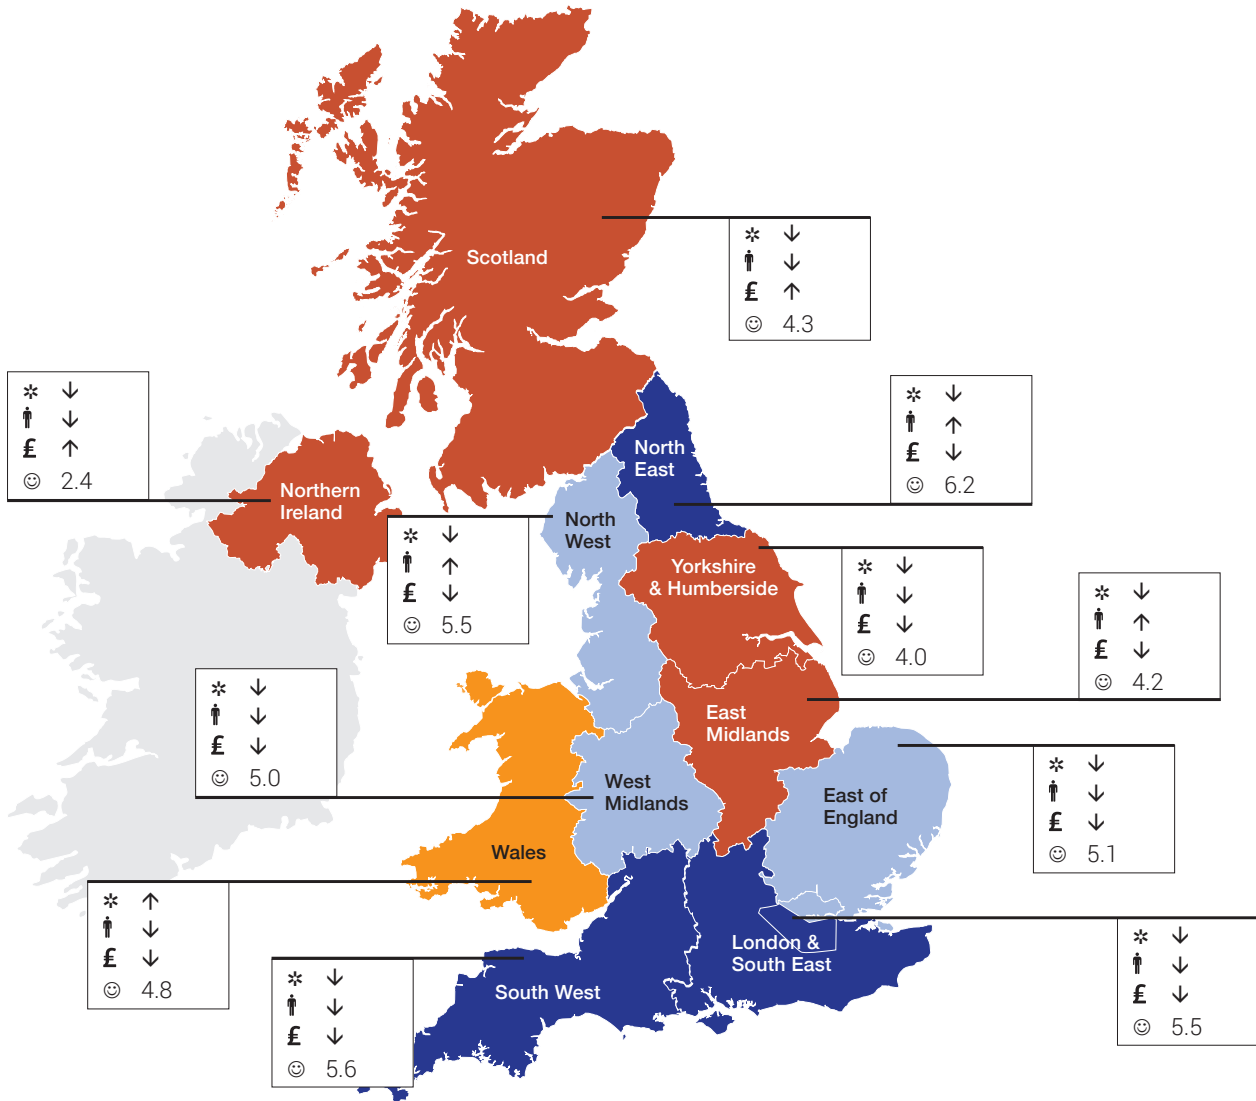 Scotland
✲ ↓
↓
£ ↑
☺ 4.3
✲ ↓
↓
£ ↑
☺ 2.4
Northern
Ireland
North
East
✲ ↓
↑
£ ↓
☺ 6.2
North
West
✲ ↓
↑
£ ↓
☺ 5.5
Yorkshire
& Humberside
✲ ↓
↓
£ ↓
☺ 4.0
✲ ↓
↑
£ ↓
☺ 4.2
East
Midlands
✲ ↓
↓
£ ↓
☺ 5.0
West
Midlands
East of
England
✲ ↓
↓
£ ↓
☺ 5.1
Wales
✲ ↑
↓
£ ↓
☺ 4.8
South West
✲ ↓
↓
£ ↓
☺ 5.6
London &
South East
✲ ↓
↓
£ ↓
☺ 5.5